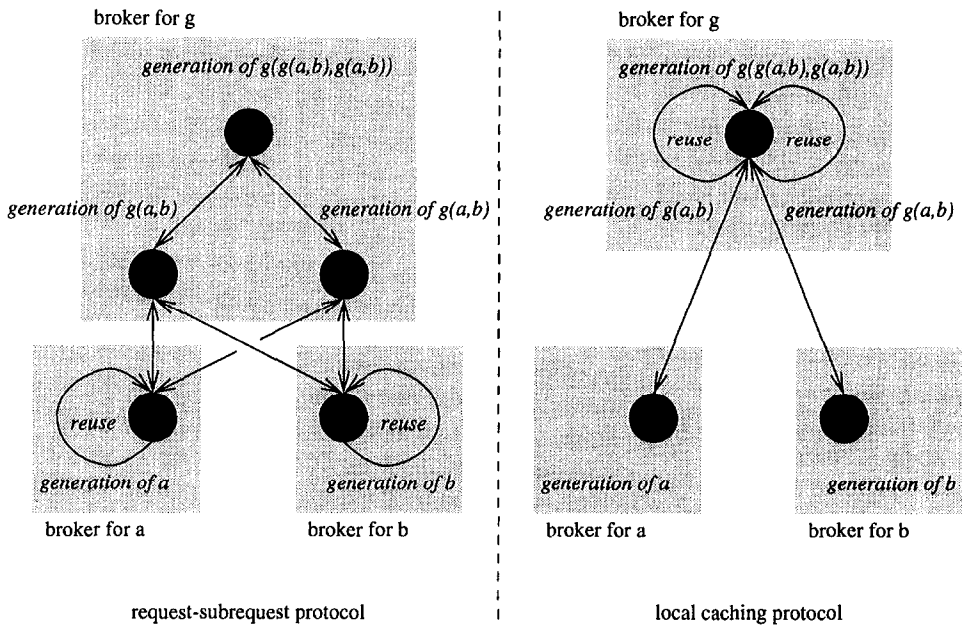 broker for g
generation of g(g(a,b),g(a,b))
generation of g(a,b)
generation of g(a,b)
reuse
reuse
generation of a
generation of b
broker for a
broker for b
request-subrequest protocol
broker for g
generation of g(g(a,b),g(a,b))
reuse
reuse
generation of g(a,b)
generation of g(a,b)
generation of a
generation of b
broker for a
broker for b
local caching protocol